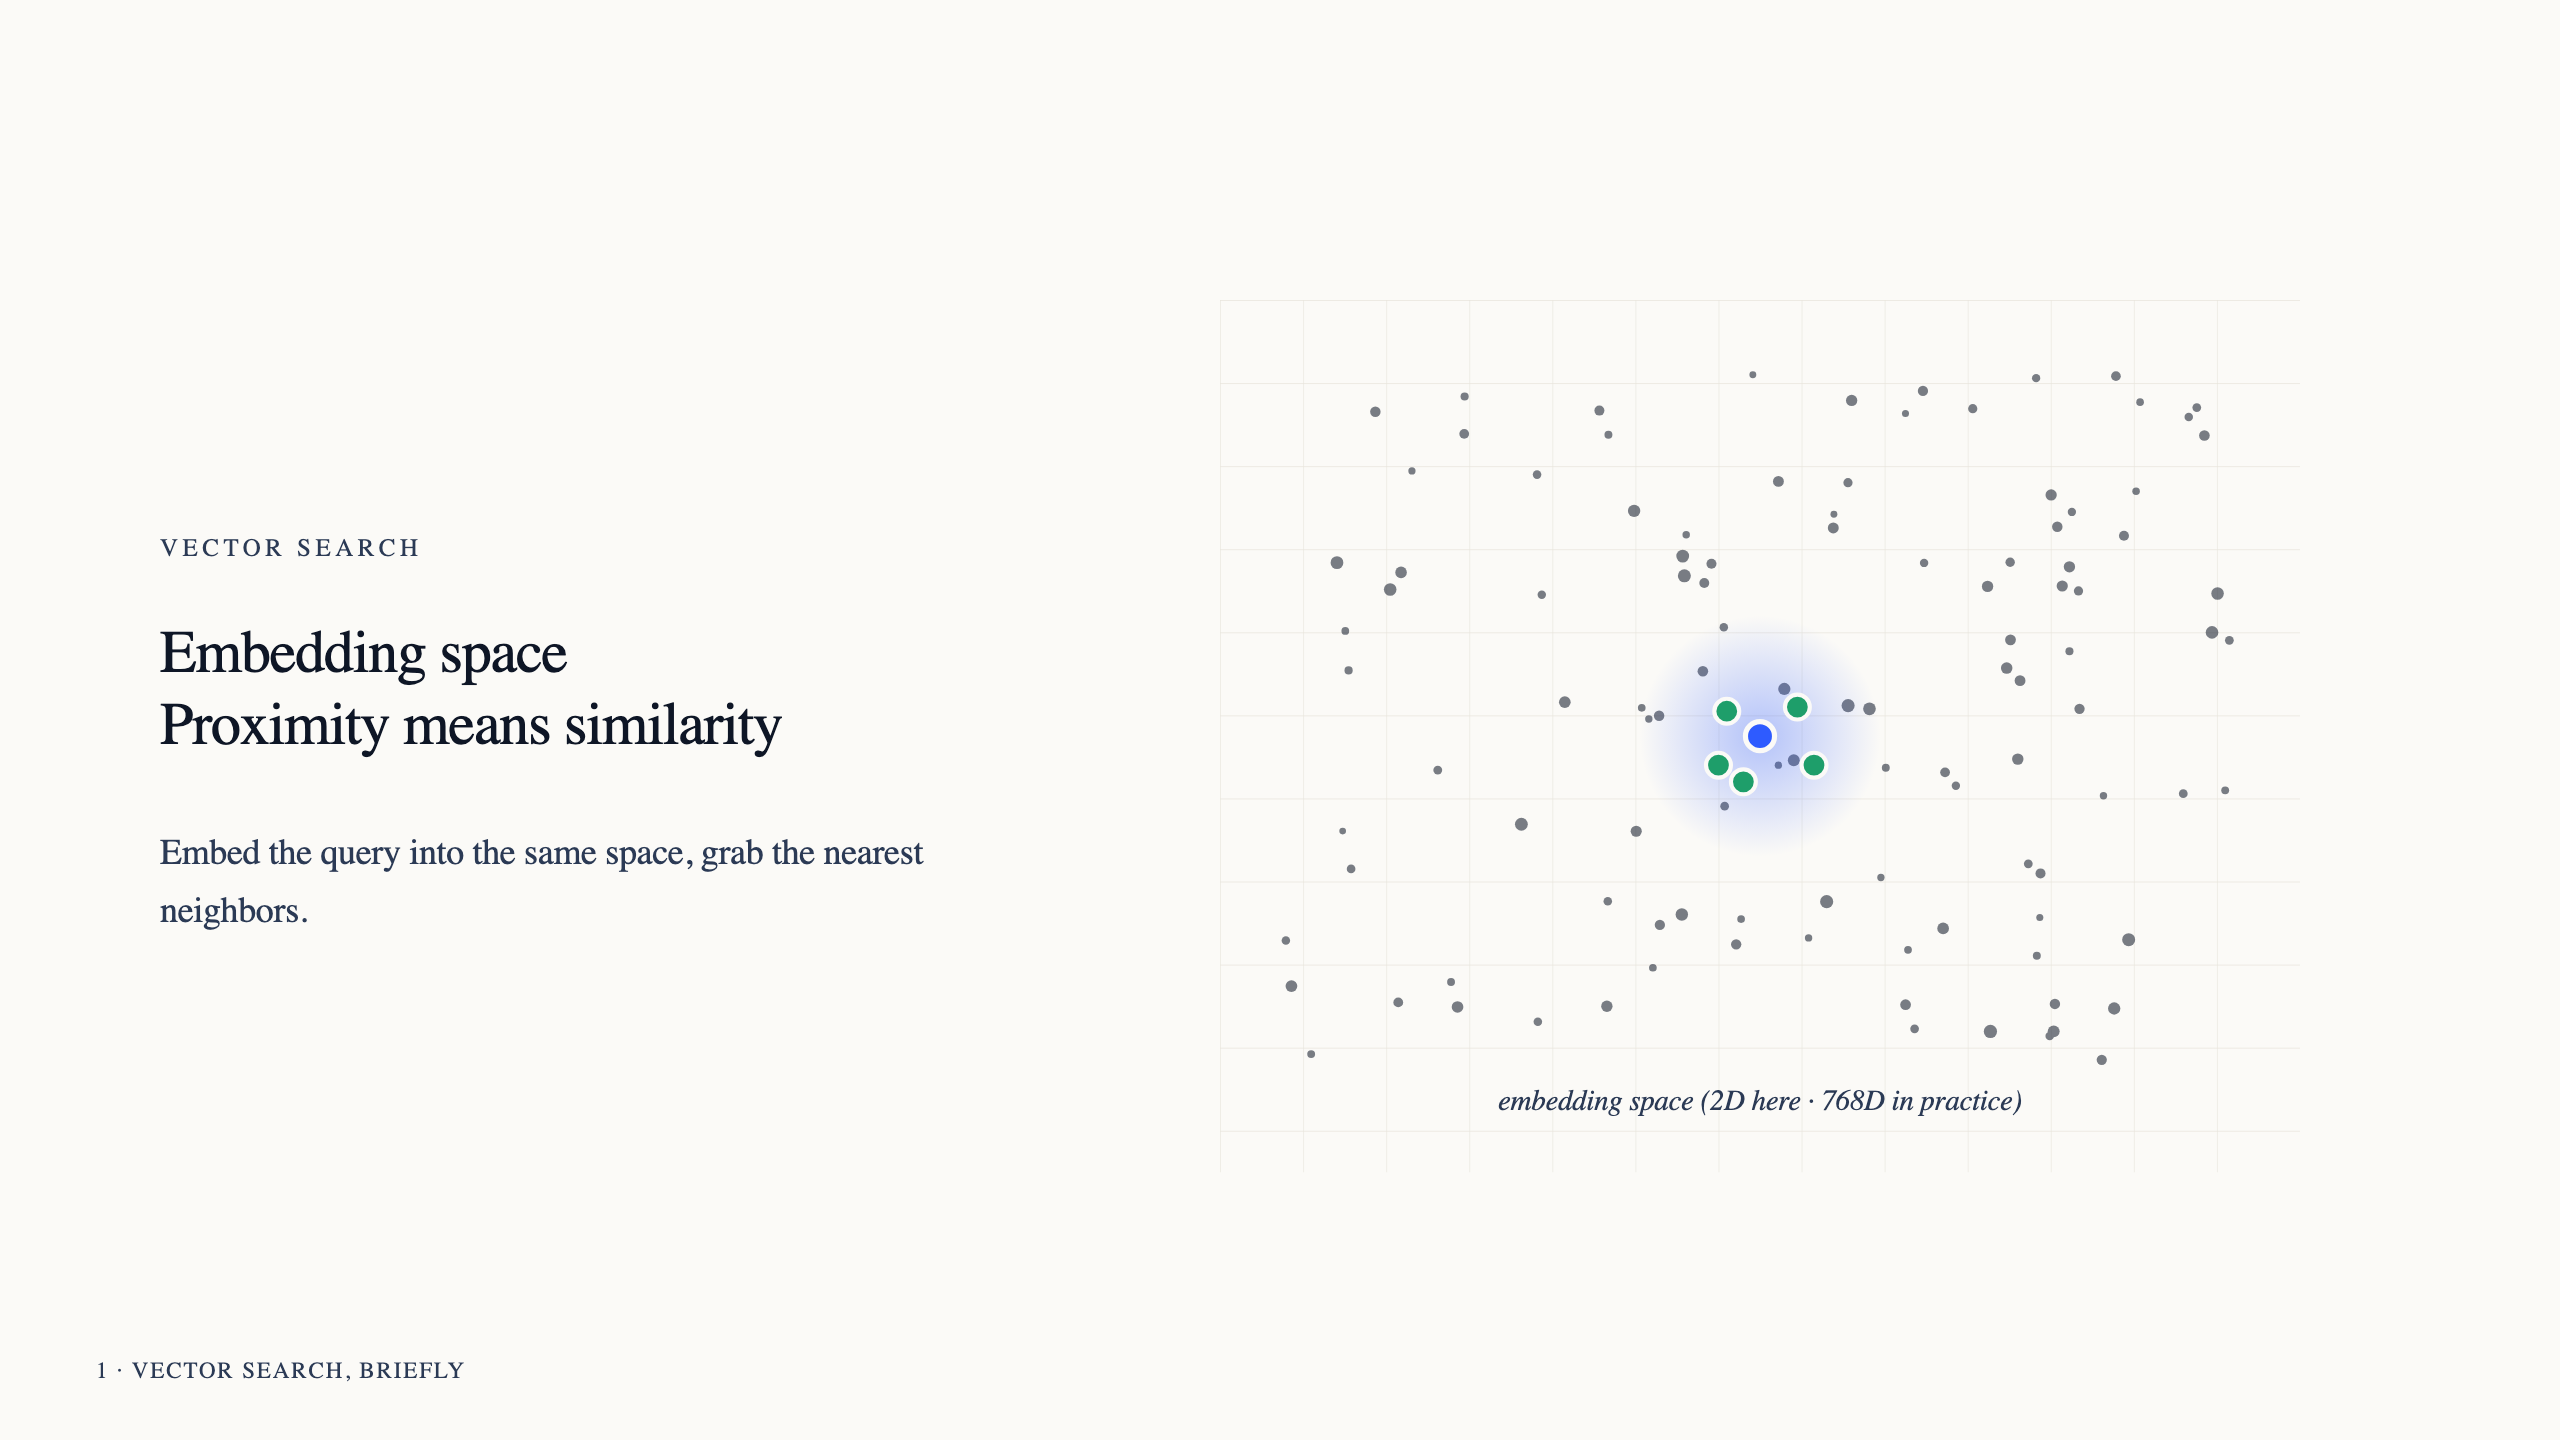 VECTOR SEARCH
Embedding space
Proximity means similarity
Embed the query into the same space, grab the nearest
neighbors.
embedding space (2D here · 768D in practice)
1 · VECTOR SEARCH, BRIEFLY